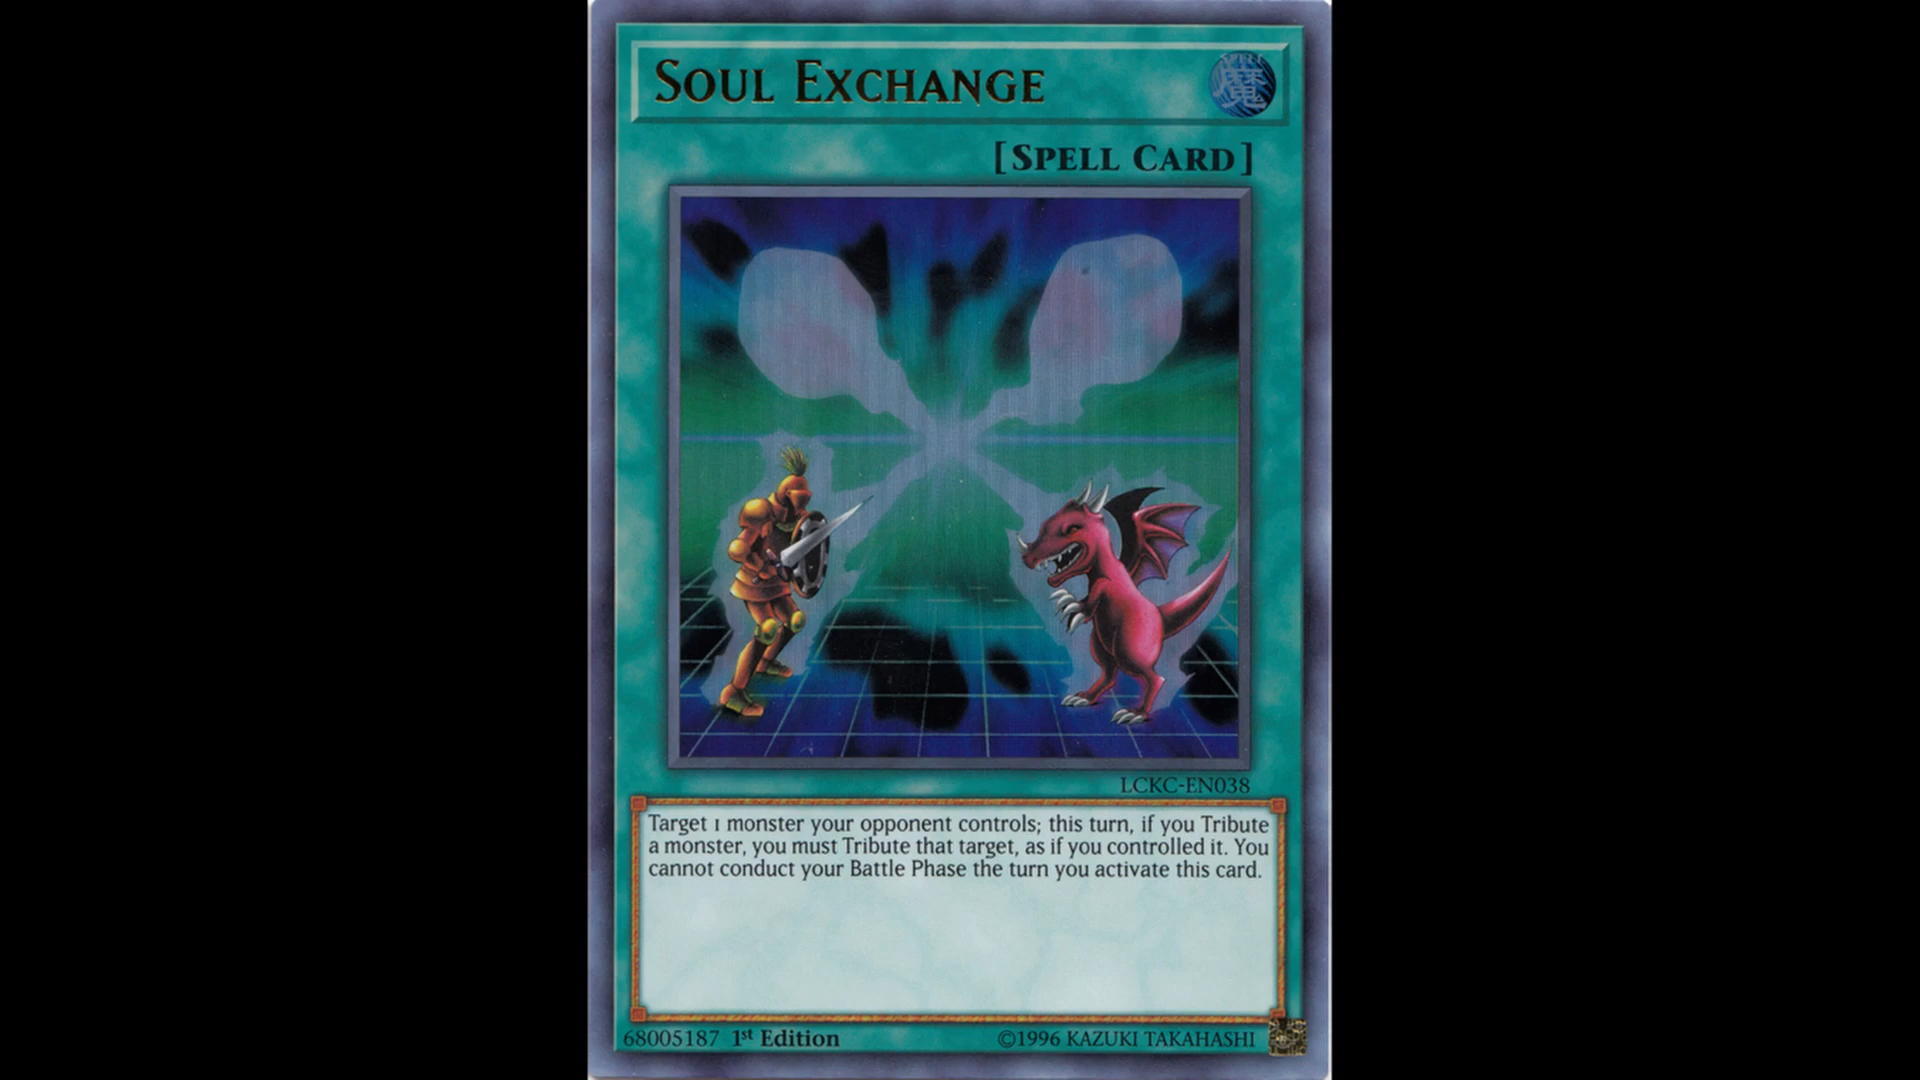 SOUL EXCHANGE
SPELL
魔
[SPELL CARD]
LCKC-EN038
Target 1 monster your opponent controls; this turn, if you Tribute
a monster, you must Tribute that target, as if you controlled it. You
cannot conduct your Battle Phase the turn you activate this card.
68005187 1st Edition
©1996 KAZUKI TAKAHASHI